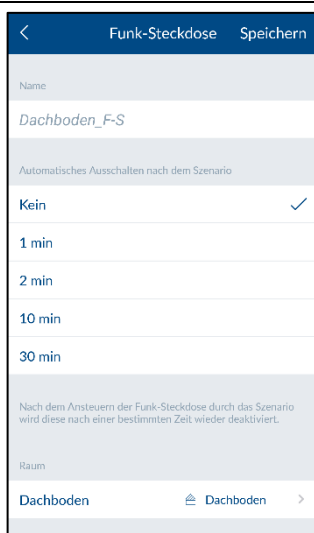 Funk-Steckdose Speichern
Name
Dachboden_F-S
Automatisches Ausschalten nach dem Szenario
Kein
1 min
2 min
10 min
30 min
Nach dem Ansteuern der Funk-Steckdose durch das Szenario
wird diese nach einer bestimmten Zeit wieder deaktiviert.
Raum
Dachboden Dachboden